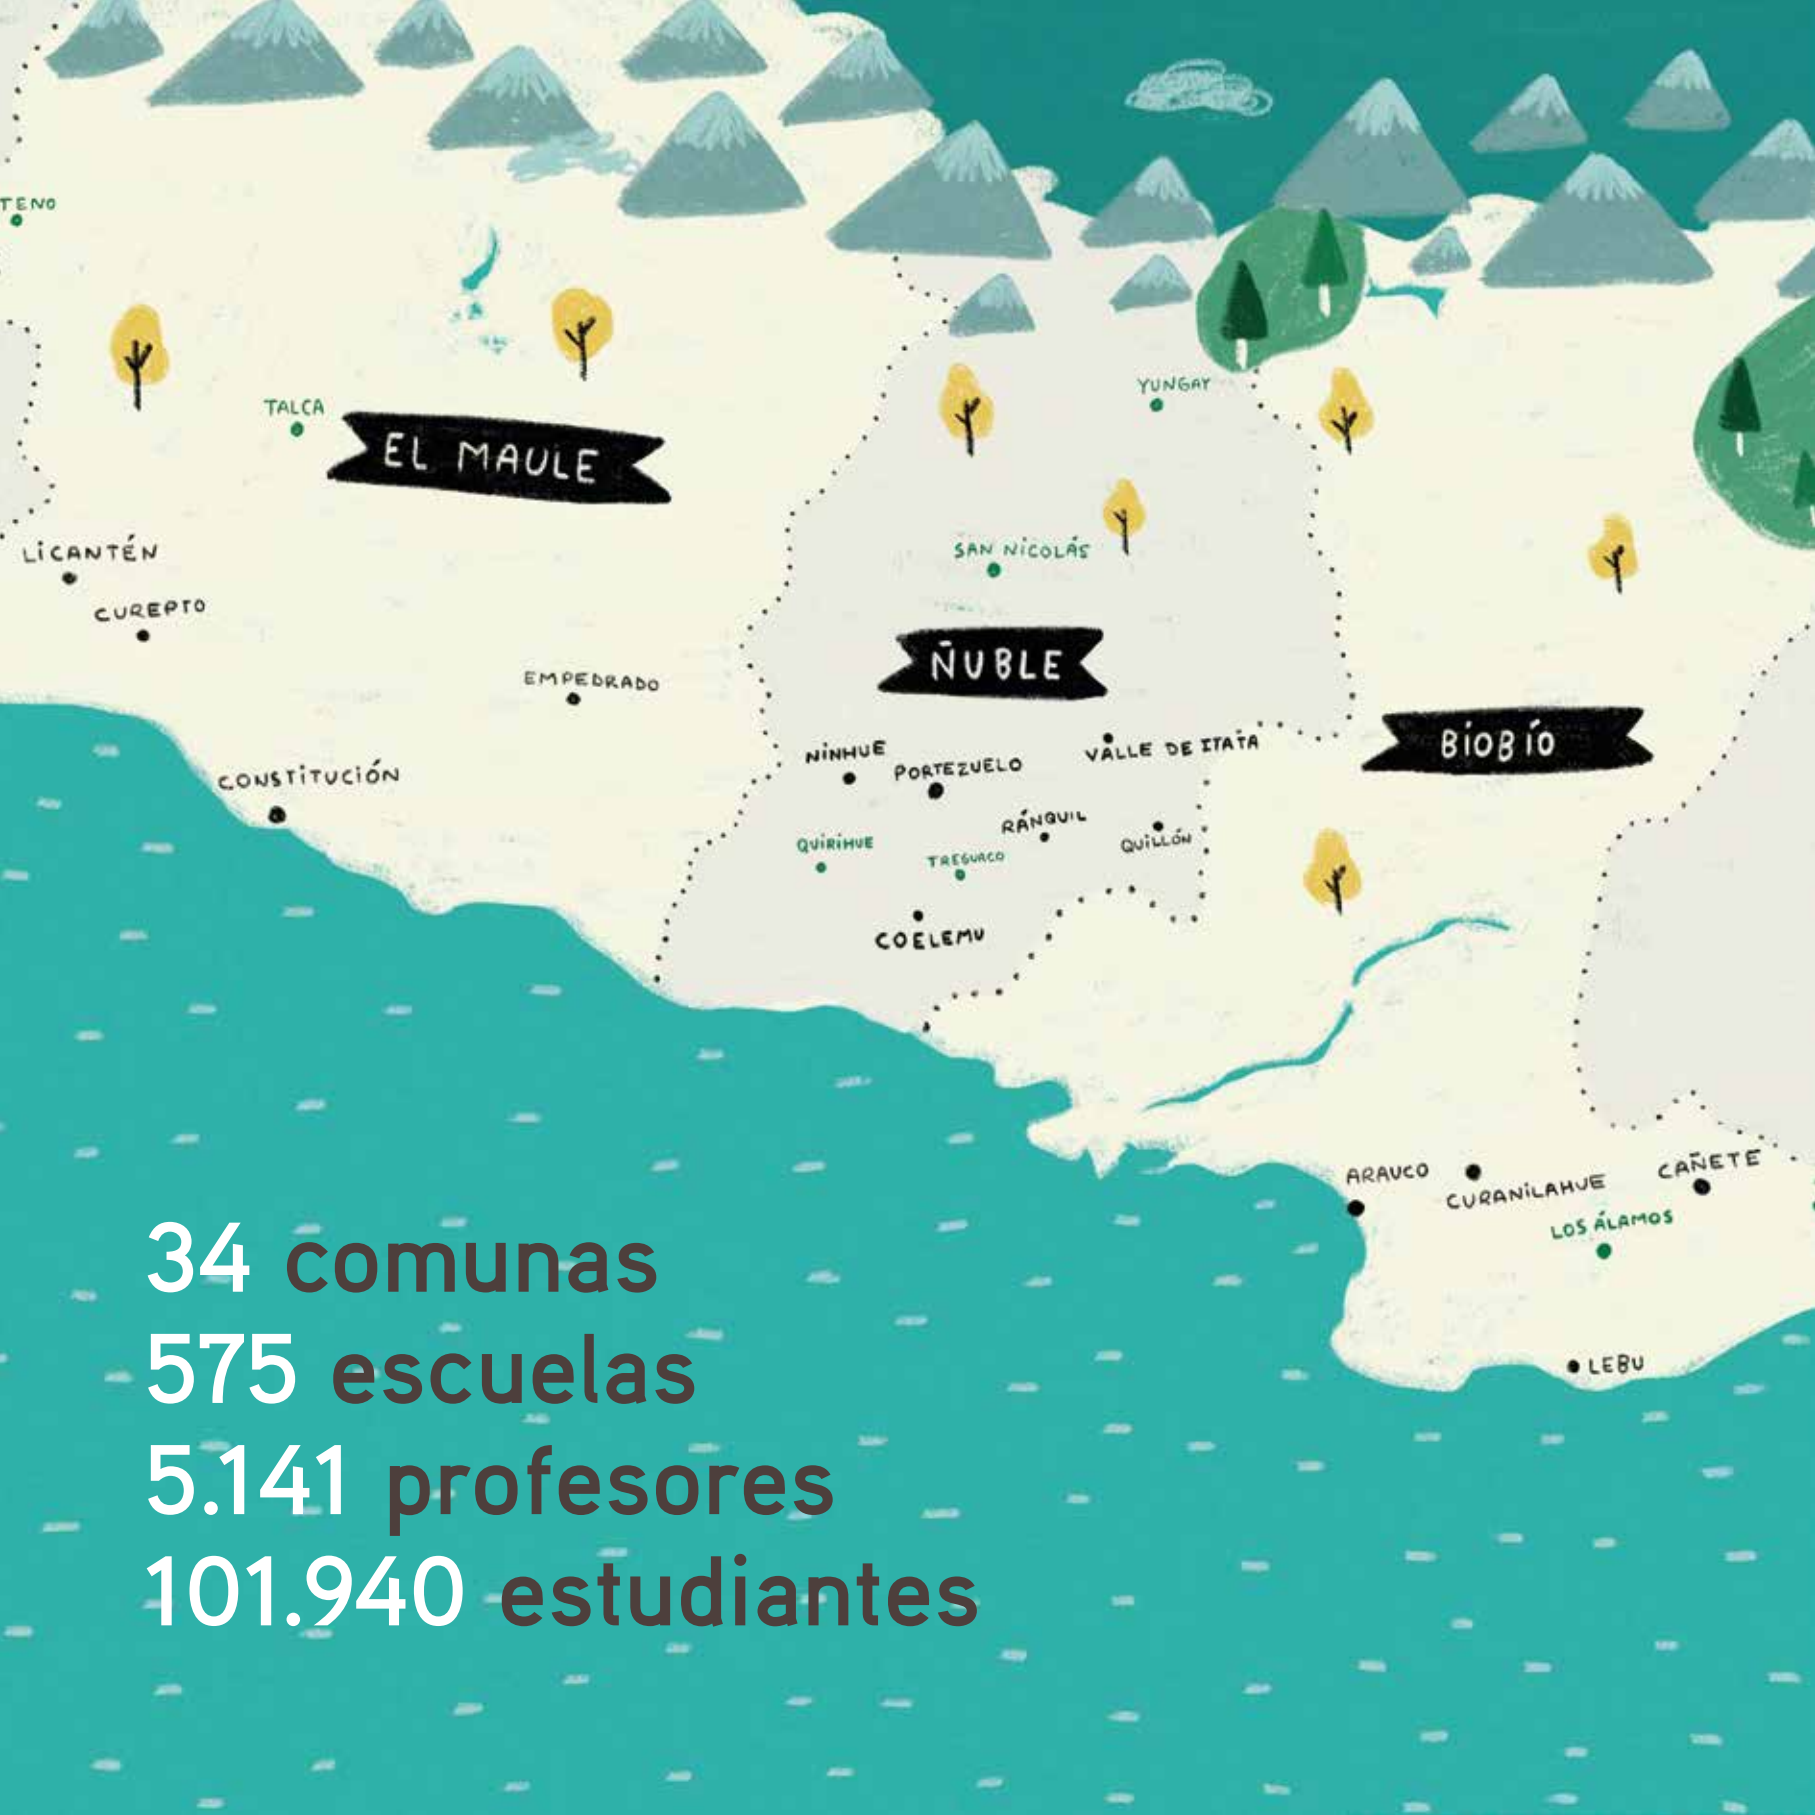 TENO
TALCA
EL MAULE
YUNGAY
LICANTÉN
CUREPTO
SAN NICOLÁS
EMPEDRADO
ÑUBLE
CONSTITUCIÓN
NINHUE
PORTEZUELO
VALLE DE ITATA
BÍOBÍO
RÁNQUIL
QUILLÓN
QUIRIHUE
TREGUACO
COELEMU
ARAUCO
CURANILAHUE
CAÑETE
LOS ÁLAMOS
LEBU
34 comunas
575 escuelas
5.141 profesores
101.940 estudiantes